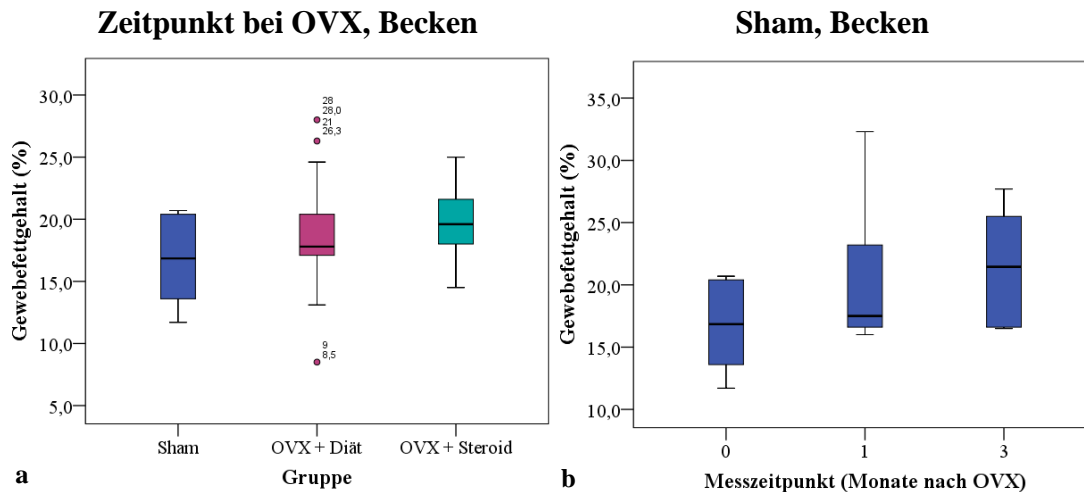 Zeitpunkt bei OVX, Becken
Gewebefettgehalt (%)
30,0
25,0
20,0
15,0
10,0
5,0
28
28,0
21
26,3
9
8,5
Sham
OVX + Diät
OVX + Steroid
Gruppe
a
Sham, Becken
Gewebefettgehalt (%)
35,0
30,0
25,0
20,0
15,0
10,0
0
1
3
Messzeitpunkt (Monate nach OVX)
b